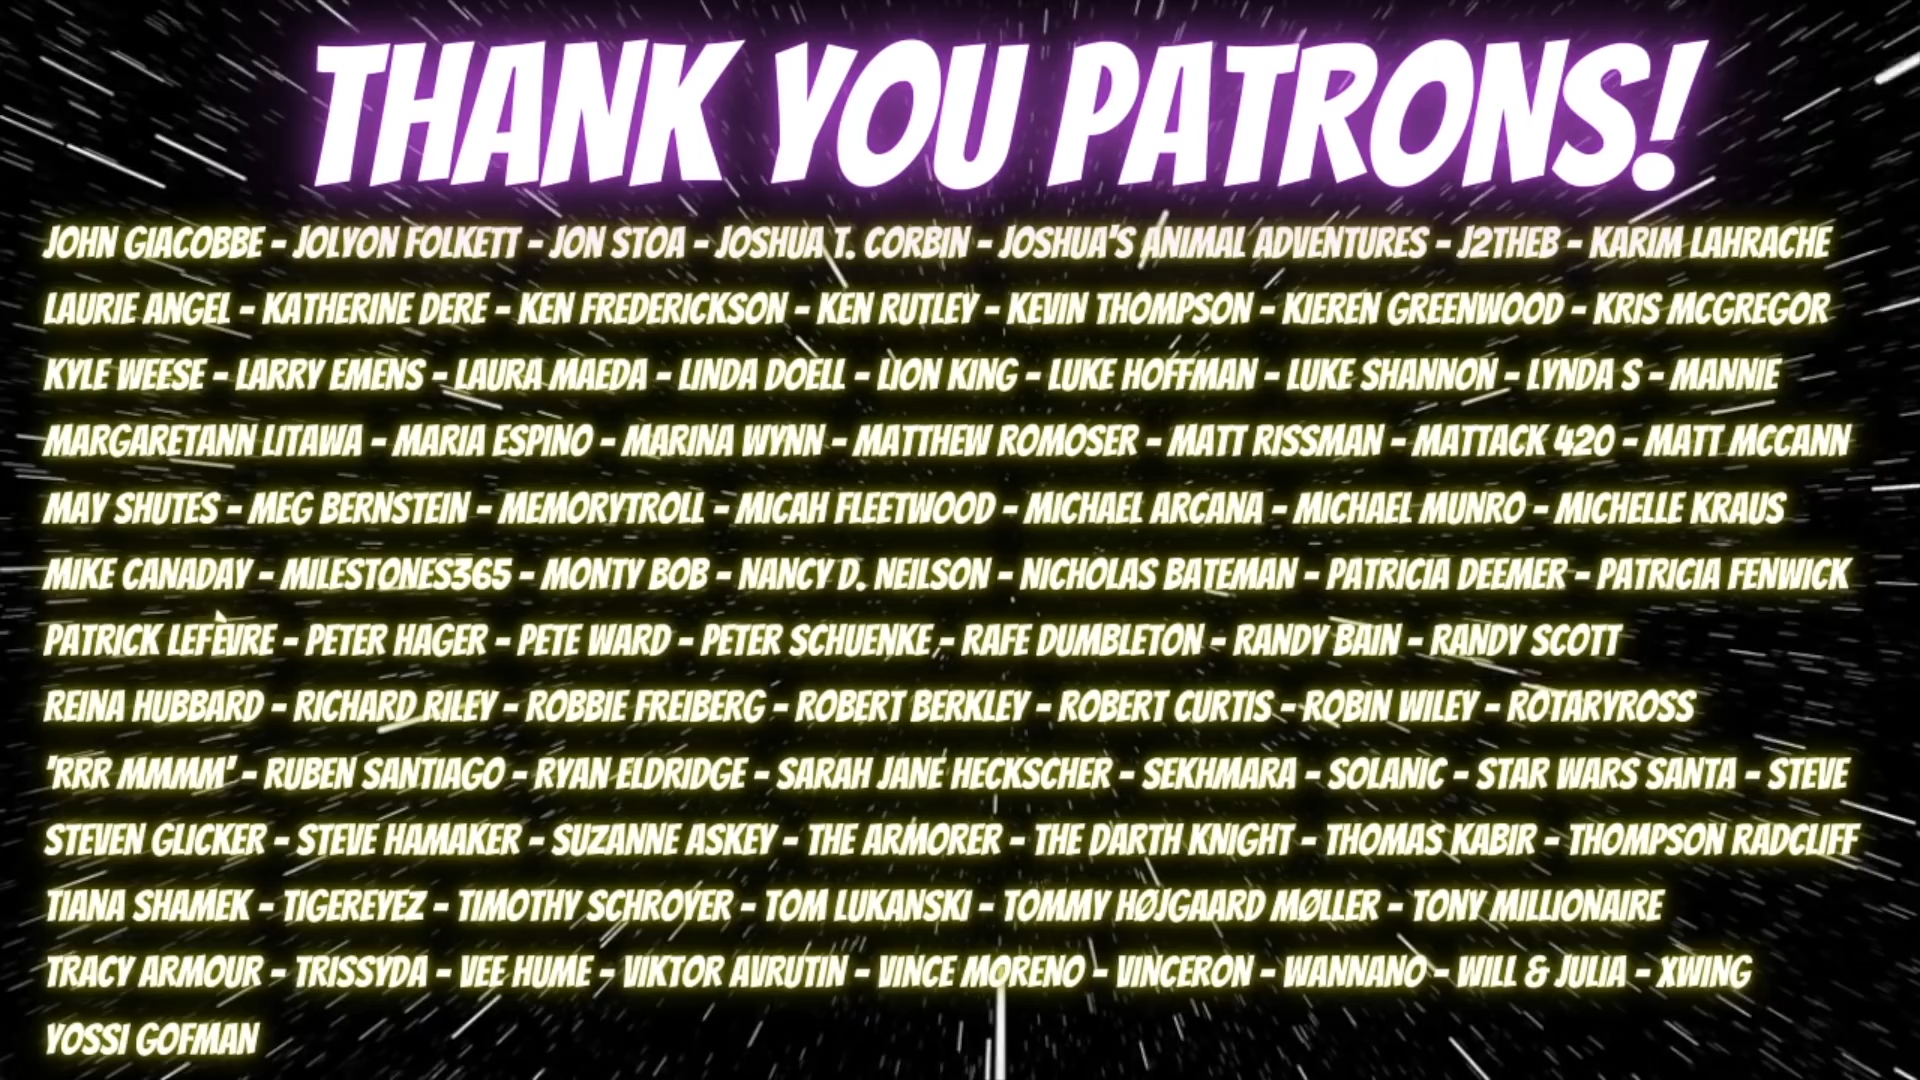 THANK YOU PATRONS!
JOHN GIACOBBE - JOLYON FOLKETT - JON STOA - JOSHUA T. CORBIN - JOSHUA'S ANIMAL ADVENTURES - J2THEB - KARIM LAHRACHE
LAURIE ANGEL - KATHERINE DERE - KEN FREDERICKSON - KEN RUTLEY - KEVIN THOMPSON - KIEREN GREENWOOD - KRIS MCGREGOR
KYLE WEESE - LARRY EMENS - LAURA MAEDA - LINDA DOELL - LION KING - LUKE HOFFMAN - LUKE SHANNON - LYNDA S - MANNIE
MARGARETANN LITAWA - MARIA ESPINO - MARINA WYNN - MATTHEW ROMOSER - MATT RISSMAN - MATTACK 420 - MATT MCCANN
MAY SHUTES - MEG BERNSTEIN - MEMORYTROLL - MICAH FLEETWOOD - MICHAEL ARCANA - MICHAEL MUNRO - MICHELLE KRAUS
MIKE CANADAY - MILESTONES365 - MONTY BOB - NANCY D. NEILSON - NICHOLAS BATEMAN - PATRICIA DEEMER - PATRICIA FENWICK
PATRICK LEFÈVRE - PETER HAGER - PETE WARD - PETER SCHUENKE - RAFE DUMBLETON - RANDY BAIN - RANDY SCOTT
REINA HUBBARD - RICHARD RILEY - ROBBIE FREIBERG - ROBERT BERKLEY - ROBERT CURTIS - ROBIN WILEY - ROTARYROSS
'RRR MMMM' - RUBEN SANTIAGO - RYAN ELDRIDGE - SARAH JANE HECKSCHER - SEKHMARA - SOLANIC - STAR WARS SANTA - STEVE
STEVEN GLICKER - STEVE HAMAKER - SUZANNE ASKEY - THE ARMORER - THE DARTH KNIGHT - THOMAS KABIR - THOMPSON RADCLIFF
TIANA SHAMEK - TIGEREYEZ - TIMOTHY SCHROYER - TOM LUKANSKI - TOMMY HØJGAARD MØLLER - TONY MILLIONAIRE
TRACY ARMOUR - TRISSYDA - VEE HUME - VIKTOR AVRUTIN - VINCE MORENO - VINCERON - WANNANO - WILL & JULIA - XWING
YOSSI GOFMAN